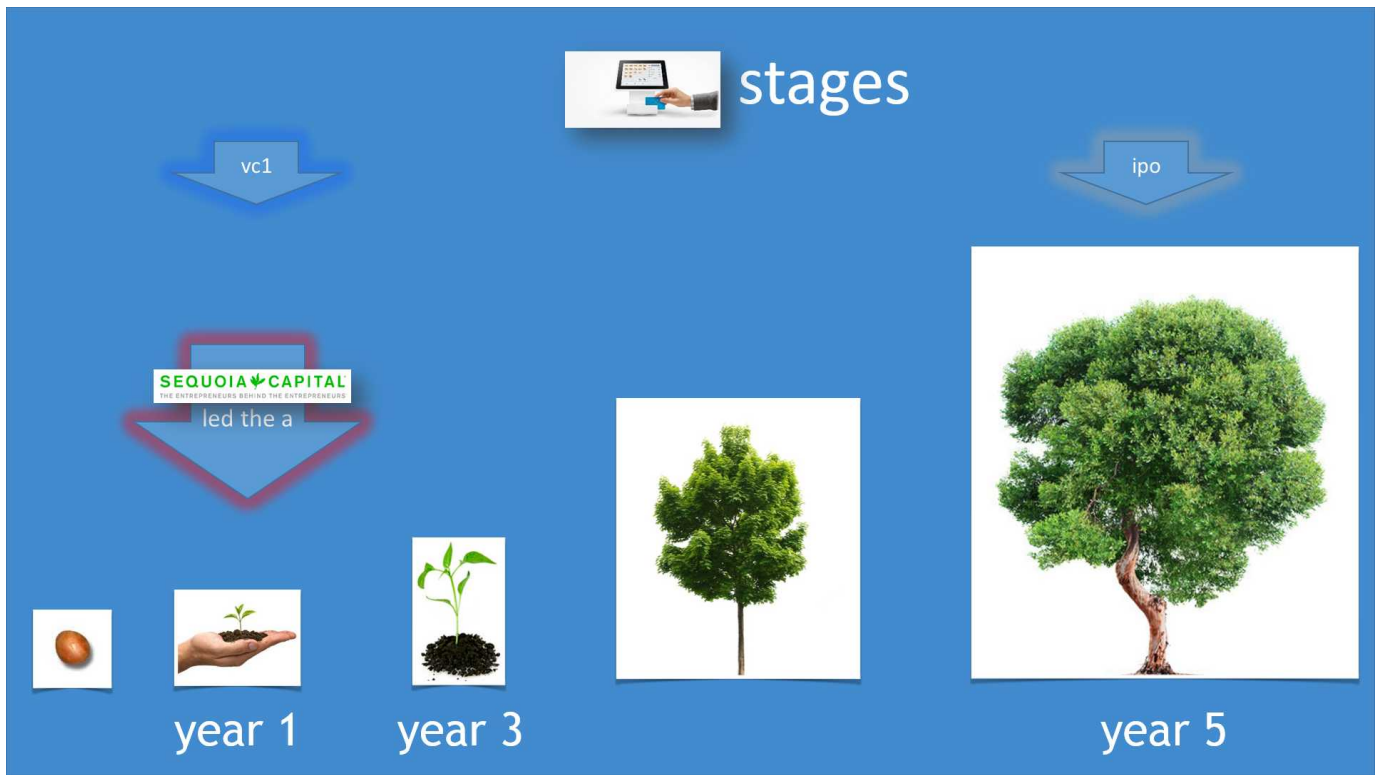 stages
vc1
ipo
SEQUOIA CAPITAL
THE ENTREPRENEURS BEHIND THE ENTREPRENEURS
led the a
year 1
year 3
year 5